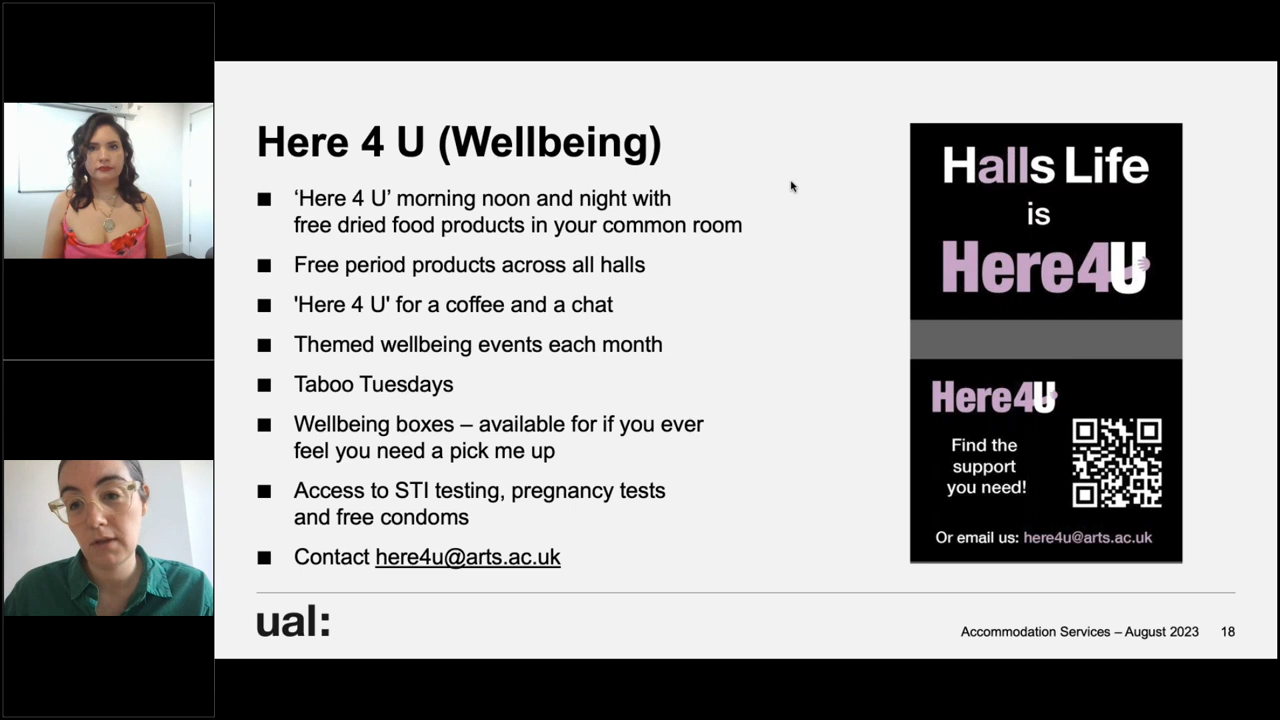 Here 4 U (Wellbeing)
■ ‘Here 4 U’ morning noon and night with
free dried food products in your common room
■ Free period products across all halls
■ 'Here 4 U' for a coffee and a chat
■ Themed wellbeing events each month
■ Taboo Tuesdays
■ Wellbeing boxes – available for if you ever
feel you need a pick me up
■ Access to STI testing, pregnancy tests
and free condoms
■ Contact here4u@arts.ac.uk
Halls Life
is
Here4U
Here4U
Find the
support
you need!
Or email us: here4u@arts.ac.uk
ual:
Accommodation Services – August 2023 18